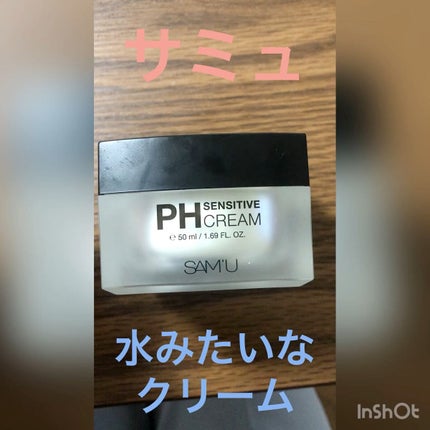 サミュ
PH SENSITIVE
CREAM
℮ 50 ml / 1.69 FL. OZ.
SAM'U
水みたいな
クリーム
InShOt